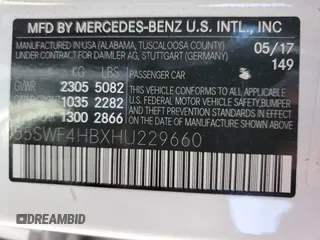 MFD BY MERCEDES-BENZ U.S. INTL., INC
MADE IN USA (ALABAMA, TUSCALOOSA COUNTY)
UNDER CONTRACT FOR DAIMLER AG, STUTTGART (GERMANY)
05/17
149
KG LBS
PASSENGER CAR
GVWR 2305 5082
1035 2282
1300 2866
THIS VEHICLE CONFORMS TO ALL APPLICABLE
FEDERAL MOTOR VEHICLE SAFETY, BUMPER,
AND THEFT PREVENTION STANDARDS IN EFFECT
ON THE DATE OF MANUFACTURE SHOWN ABOVE
55SWF4HBXHU229660
DREAMBID